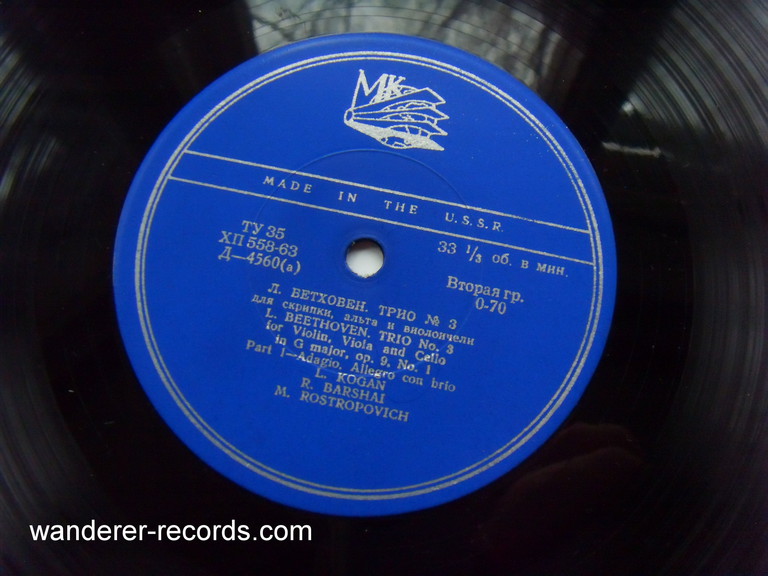 МК
MADE IN THE U.S.S.R.
ТУ 35
ХП 558-63
Д—4560(а)
33 1/3 об. в мин.
Вторая гр.
0-70
Л. БЕТХОВЕН. ТРИО № 3
для скрипки, альта и виолончели
L. BEETHOVEN. TRIO No. 3
for Violin, Viola and Cello
in G major, op. 9, No. 1
Part I—Adagio, Allegro con brio
L. KOGAN
R. BARSHAI
M. ROSTROPOVICH
wanderer-records.com